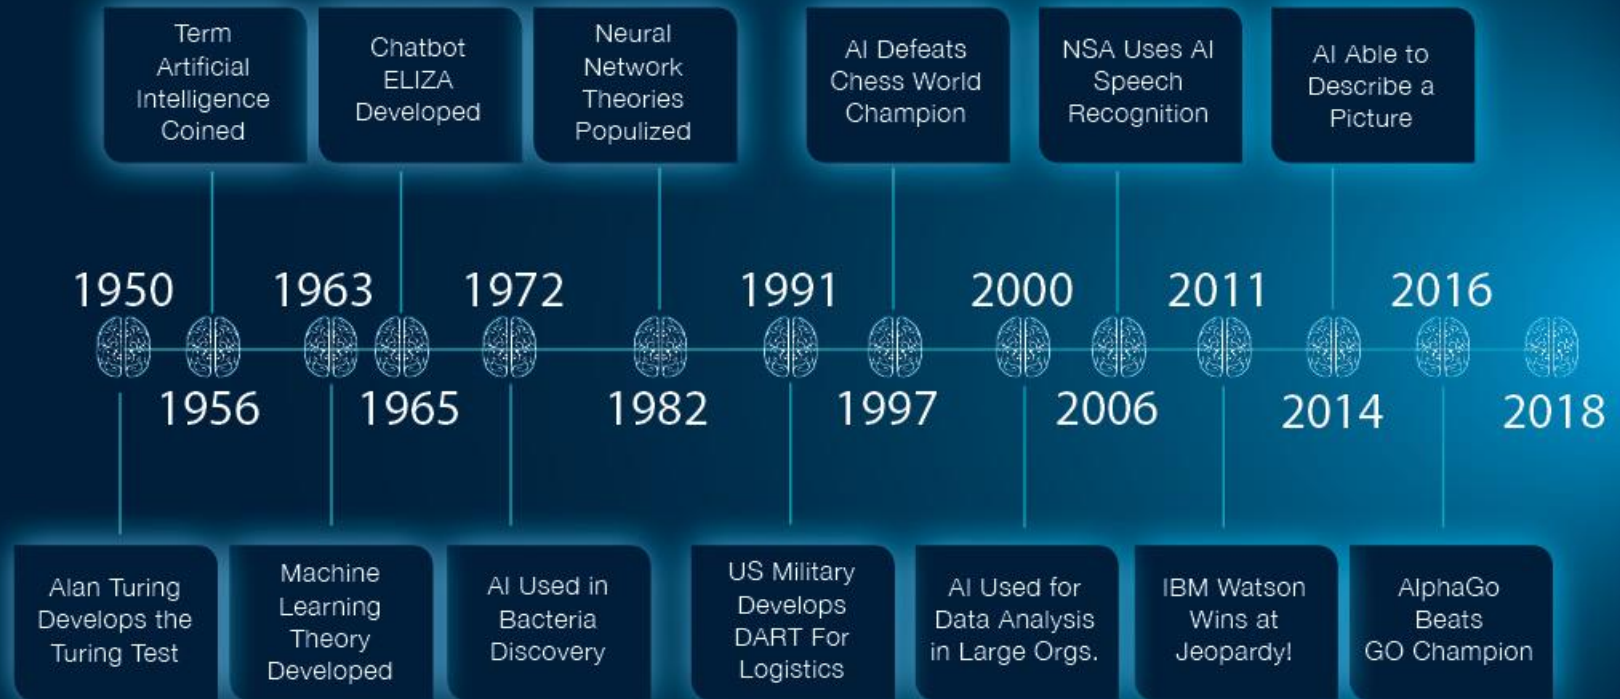 Term
Artificial
Intelligence
Coined
Chatbot
ELIZA
Developed
Neural
Network
Theories
Populized
AI Defeats
Chess World
Champion
NSA Uses AI
Speech
Recognition
AI Able to
Describe a
Picture
1950
1963
1972
1991
2000
2011
2016
1956
1965
1982
1997
2006
2014
2018
Alan Turing
Develops the
Turing Test
Machine
Learning
Theory
Developed
AI Used in
Bacteria
Discovery
US Military
Develops
DART For
Logistics
AI Used for
Data Analysis
in Large Orgs.
IBM Watson
Wins at
Jeopardy!
AlphaGo
Beats
GO Champion